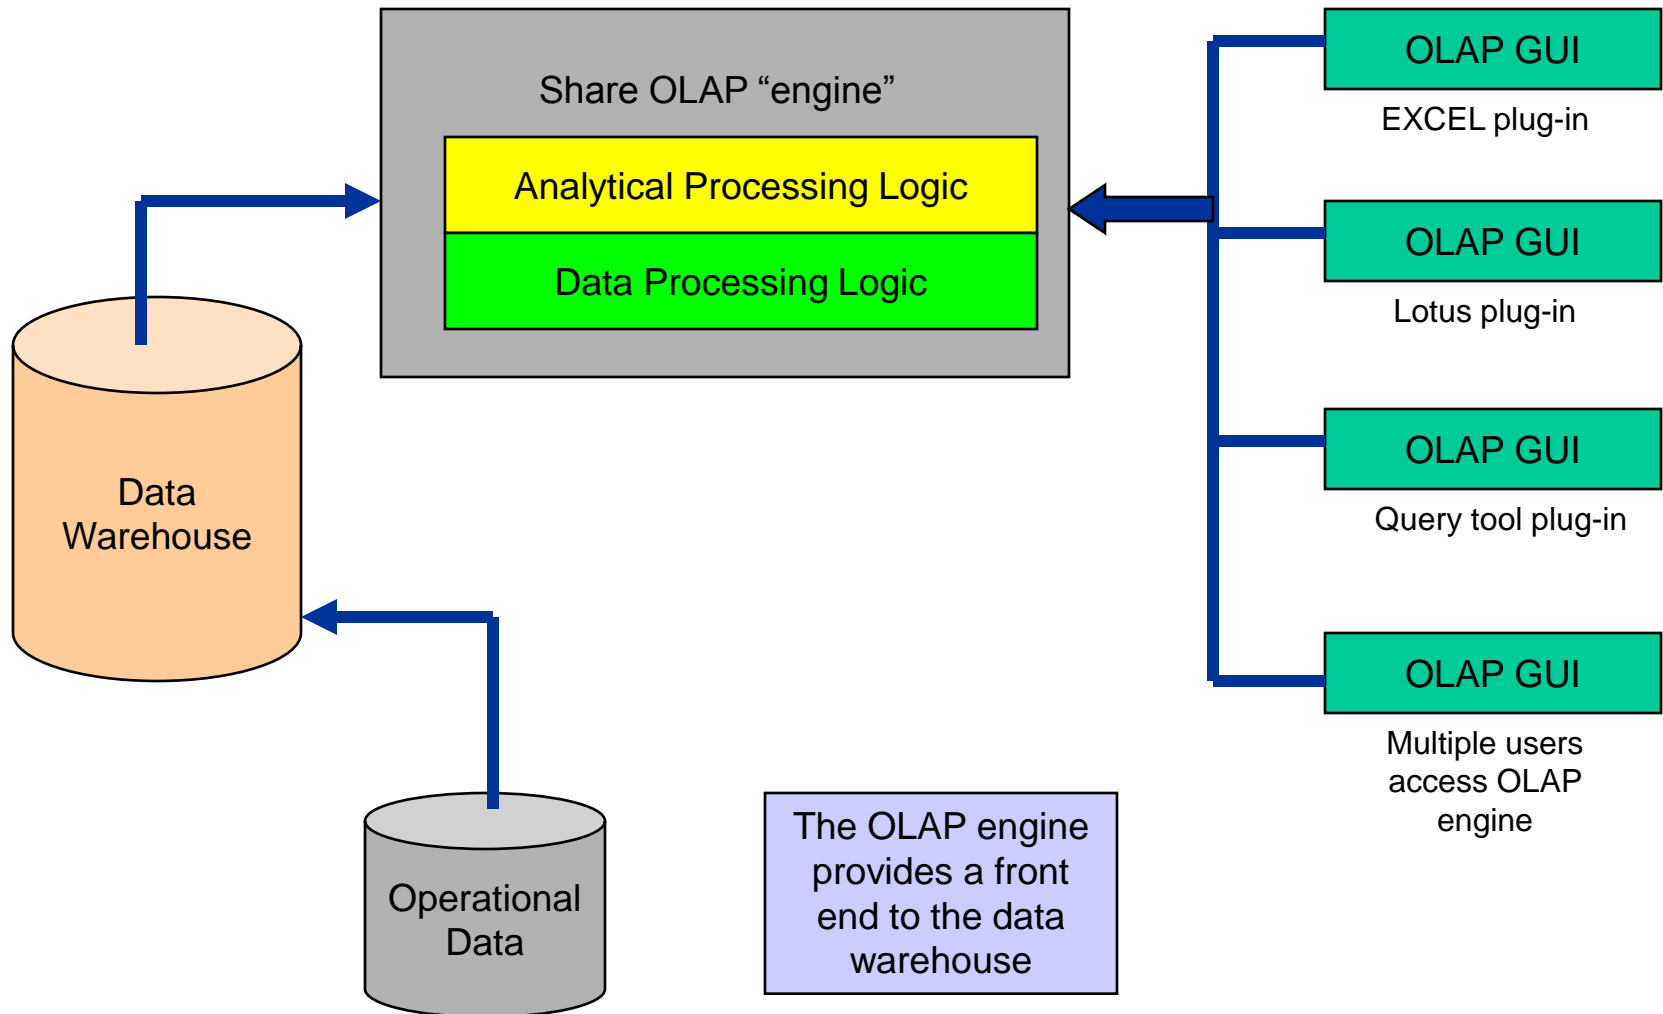 Share OLAP “engine”
Analytical Processing Logic
Data Processing Logic
OLAP GUI
EXCEL plug-in
OLAP GUI
Lotus plug-in
OLAP GUI
Query tool plug-in
OLAP GUI
Multiple users
access OLAP
engine
Data
Warehouse
Operational
Data
The OLAP engine
provides a front
end to the data
warehouse